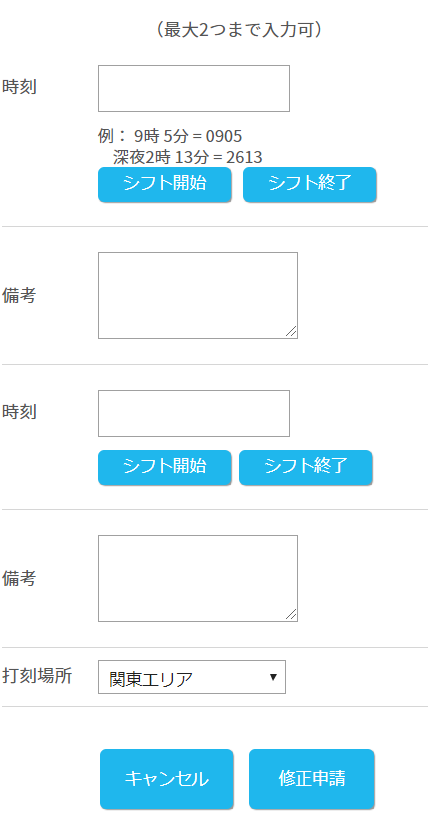 （最大2つまで入力可）
時刻
例： 9時 5分 = 0905
深夜2時 13分 = 2613
シフト開始 シフト終了
備考
時刻
シフト開始 シフト終了
備考
打刻場所 関東エリア
キャンセル 修正申請